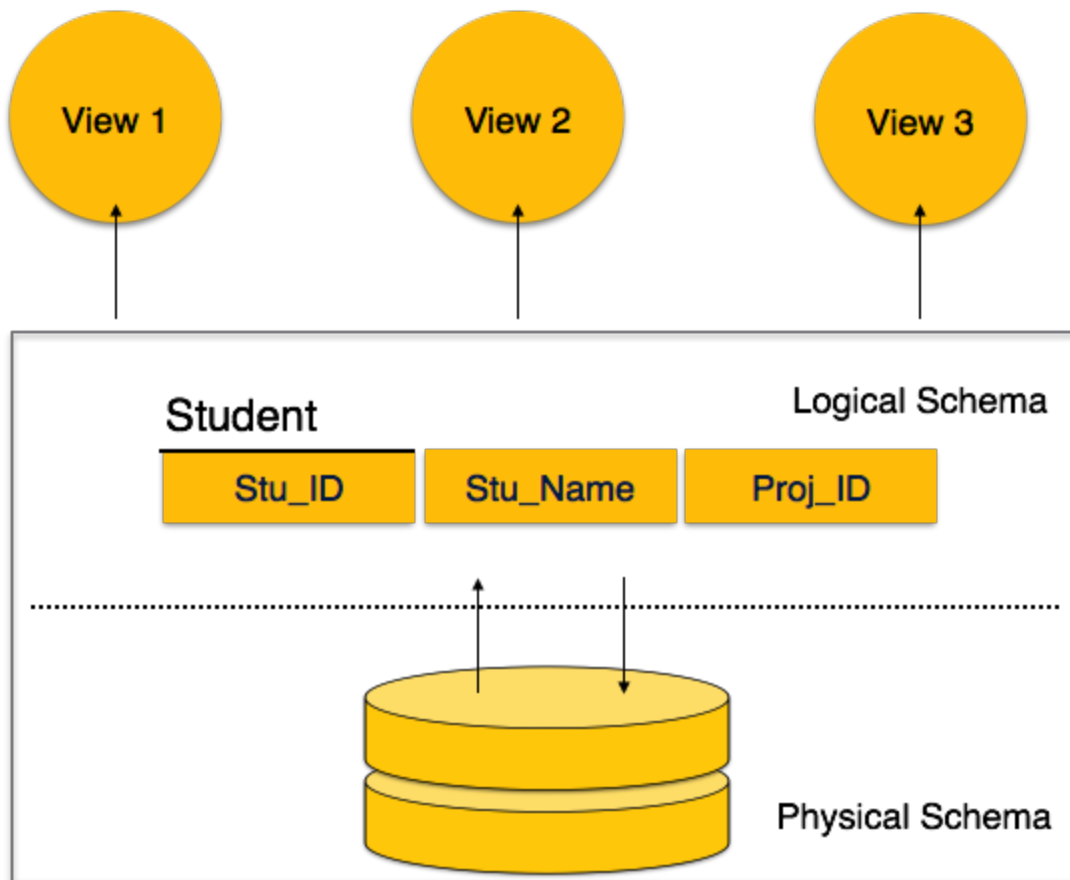 View 1
View 2
View 3
Logical Schema
Student
Stu_ID
Stu_Name
Proj_ID
Physical Schema